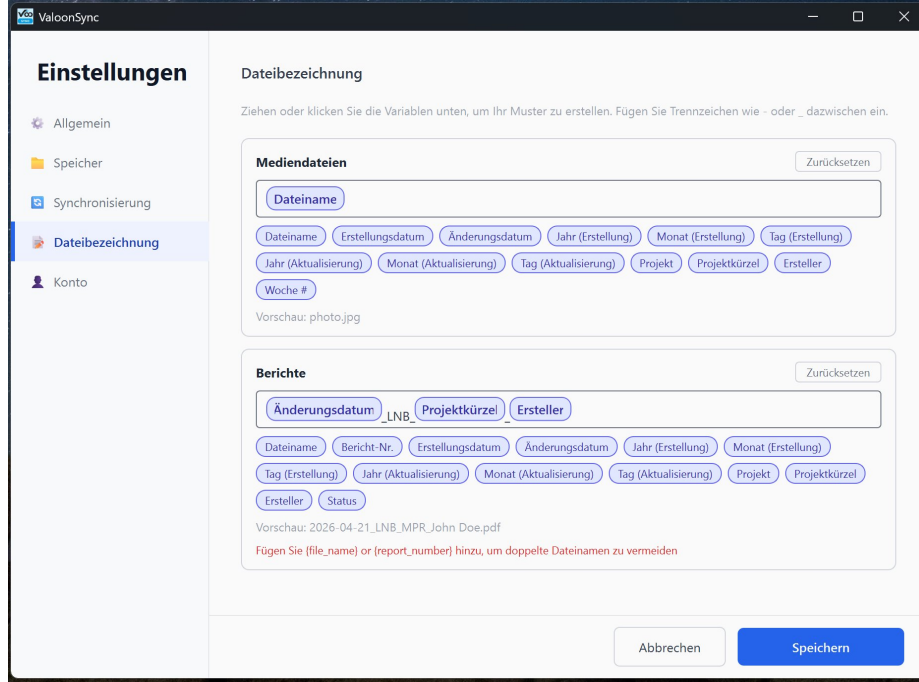 VCO
ValoonSync
Einstellungen
Allgemein
Speicher
Synchronisierung
Dateibezeichnung
Konto
Dateibezeichnung
Ziehen oder klicken Sie die Variablen unten, um Ihr Muster zu erstellen. Fügen Sie Trennzeichen wie - oder _ dazwischen ein.
Mediendateien Zurücksetzen
Dateiname
Dateiname Erstellungsdatum Änderungsdatum Jahr (Erstellung) Monat (Erstellung) Tag (Erstellung)
Jahr (Aktualisierung) Monat (Aktualisierung) Tag (Aktualisierung) Projekt Projektkürzel Ersteller
Woche #
Vorschau: photo.jpg
Berichte Zurücksetzen
Änderungsdatum _LNB_ Projektkürzel _ Ersteller
Dateiname Bericht-Nr. Erstellungsdatum Änderungsdatum Jahr (Erstellung) Monat (Erstellung)
Tag (Erstellung) Jahr (Aktualisierung) Monat (Aktualisierung) Tag (Aktualisierung) Projekt Projektkürzel
Ersteller Status
Vorschau: 2026-04-21_LNB_MPR_John Doe.pdf
Fügen Sie {file_name} or {report_number} hinzu, um doppelte Dateinamen zu vermeiden
Abbrechen Speichern